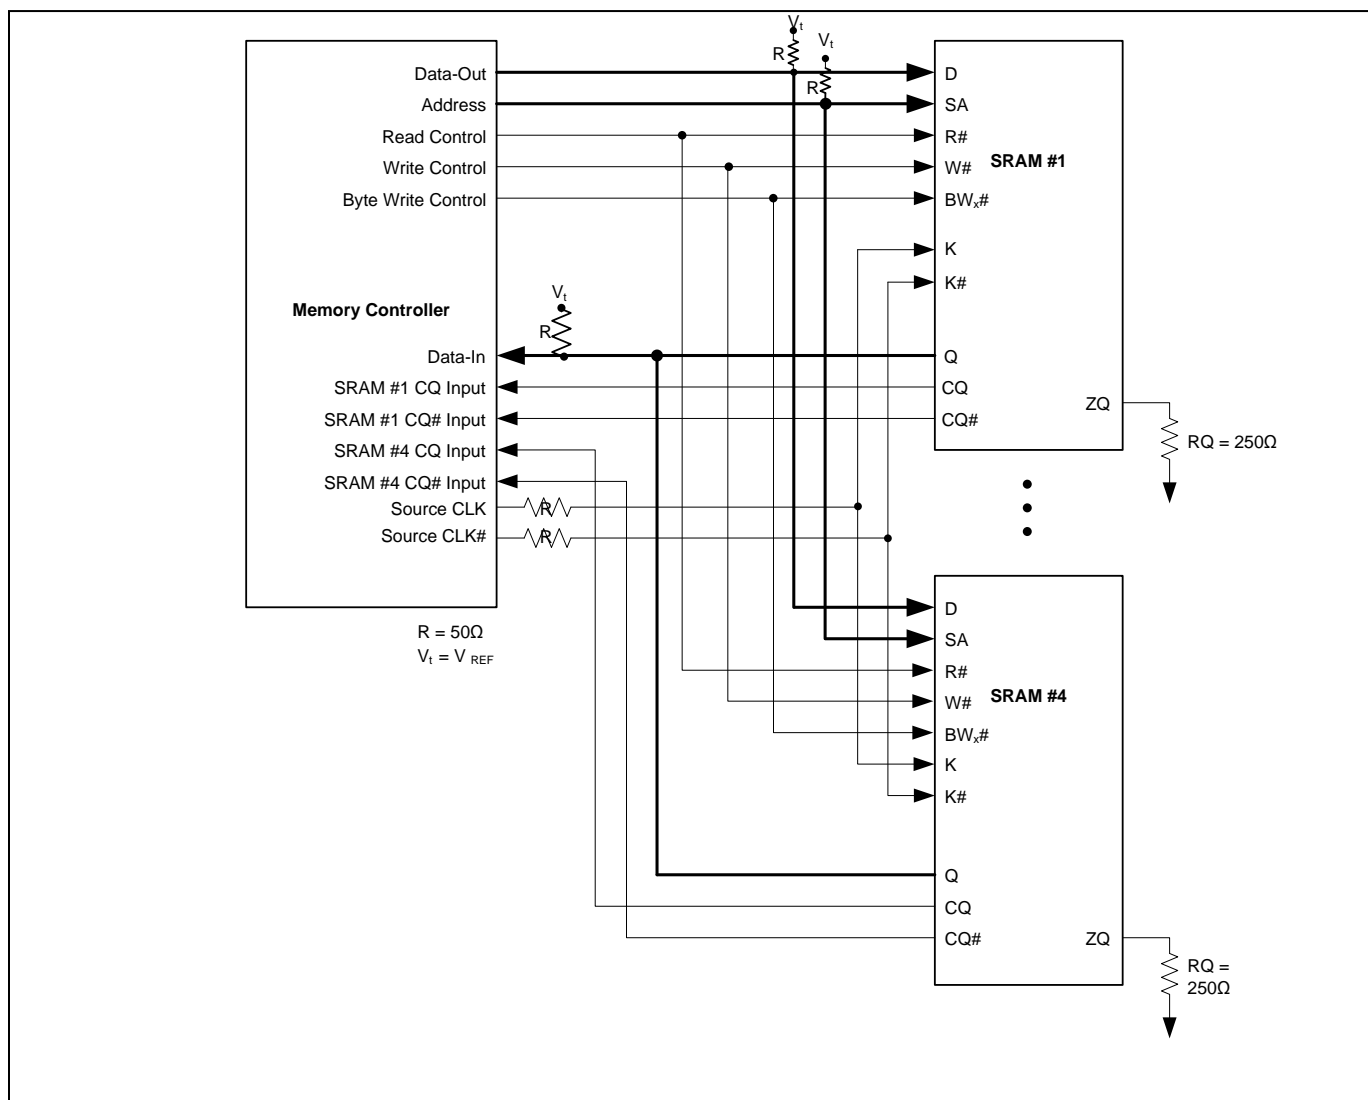 Vt
Vt
R
R
Data-Out
Address
Read Control
Write Control
Byte Write Control
Memory Controller
Vt
R
Data-In
SRAM #1 CQ Input
SRAM #1 CQ# Input
SRAM #4 CQ Input
SRAM #4 CQ# Input
Source CLK
R
Source CLK#
R
R = 50Ω
Vt = V REF
D
SA
R#
SRAM #1
W#
BWx#
K
K#
Q
CQ
ZQ
CQ#
RQ = 250Ω
D
SA
R#
SRAM #4
W#
BWx#
K
K#
Q
CQ
CQ#
ZQ
RQ =
250Ω